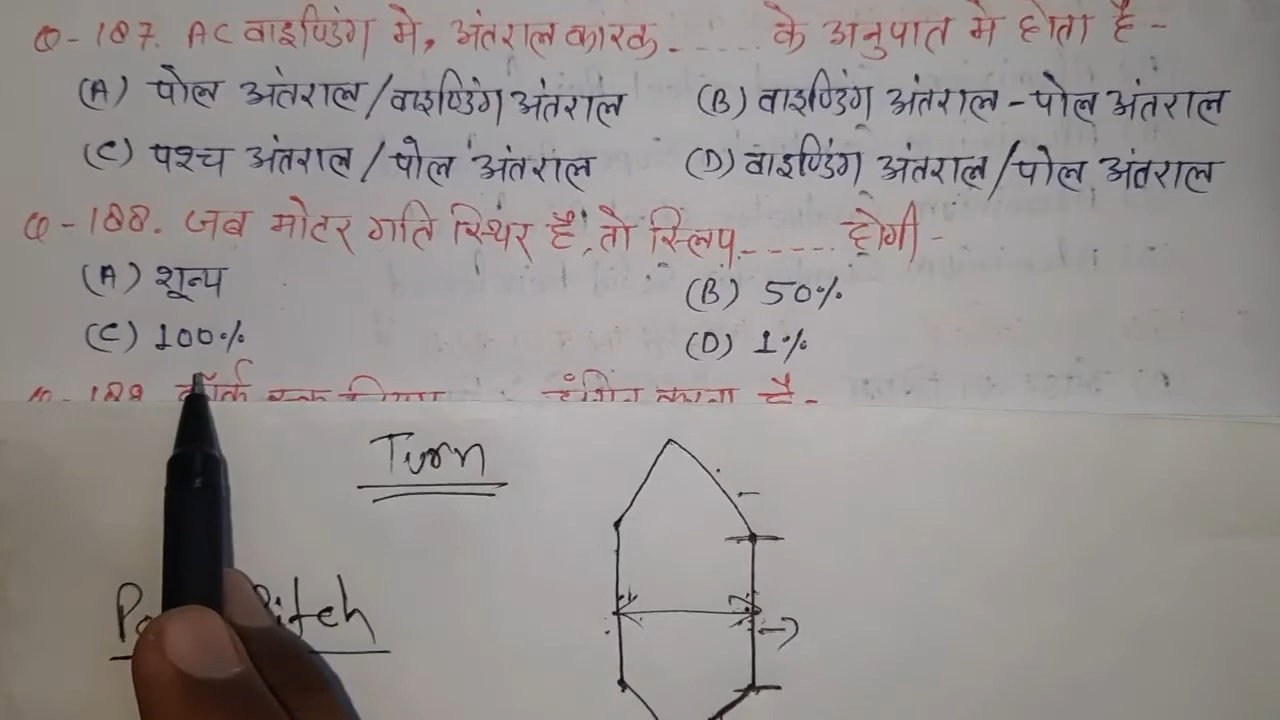 Q-187. AC वाइण्डिंग मे, अंतराल कारक ...... के अनुपात मे होता है -
(A) पोल अंतराल/वाइण्डिंग अंतराल (B) वाइण्डिंग अंतराल - पोल अंतराल
(C) पश्च अंतराल/पोल अंतराल (D) वाइण्डिंग अंतराल/पोल अंतराल
Q-188. जब मोटर गति स्थिर है, तो स्लिप ------ होगी -
(A) शून्य (B) 50%
(C) 100% (D) 1%
Turn